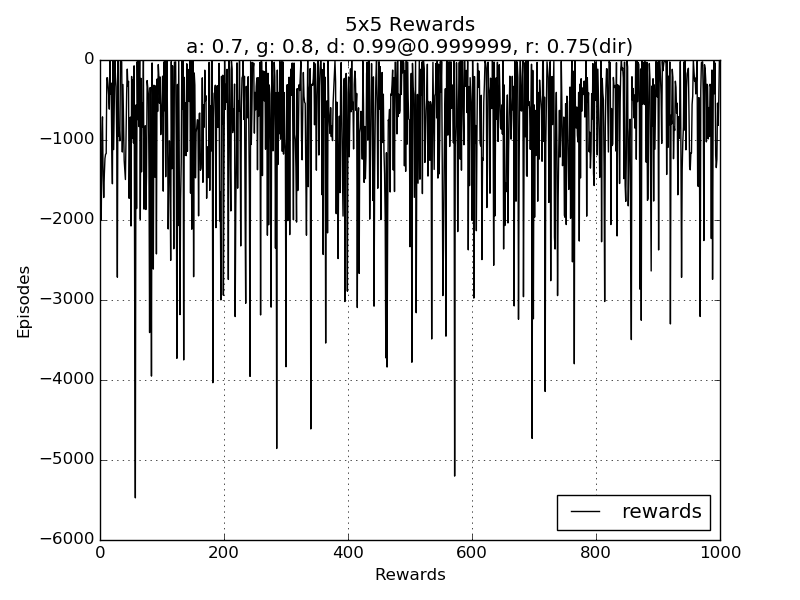 5x5 Rewards
a: 0.7, g: 0.8, d: 0.99@0.999999, r: 0.75(dir)
0
−1000
−2000
−3000
−4000
−5000
−6000
Episodes
rewards
0 200 400 600 800 1000
Rewards